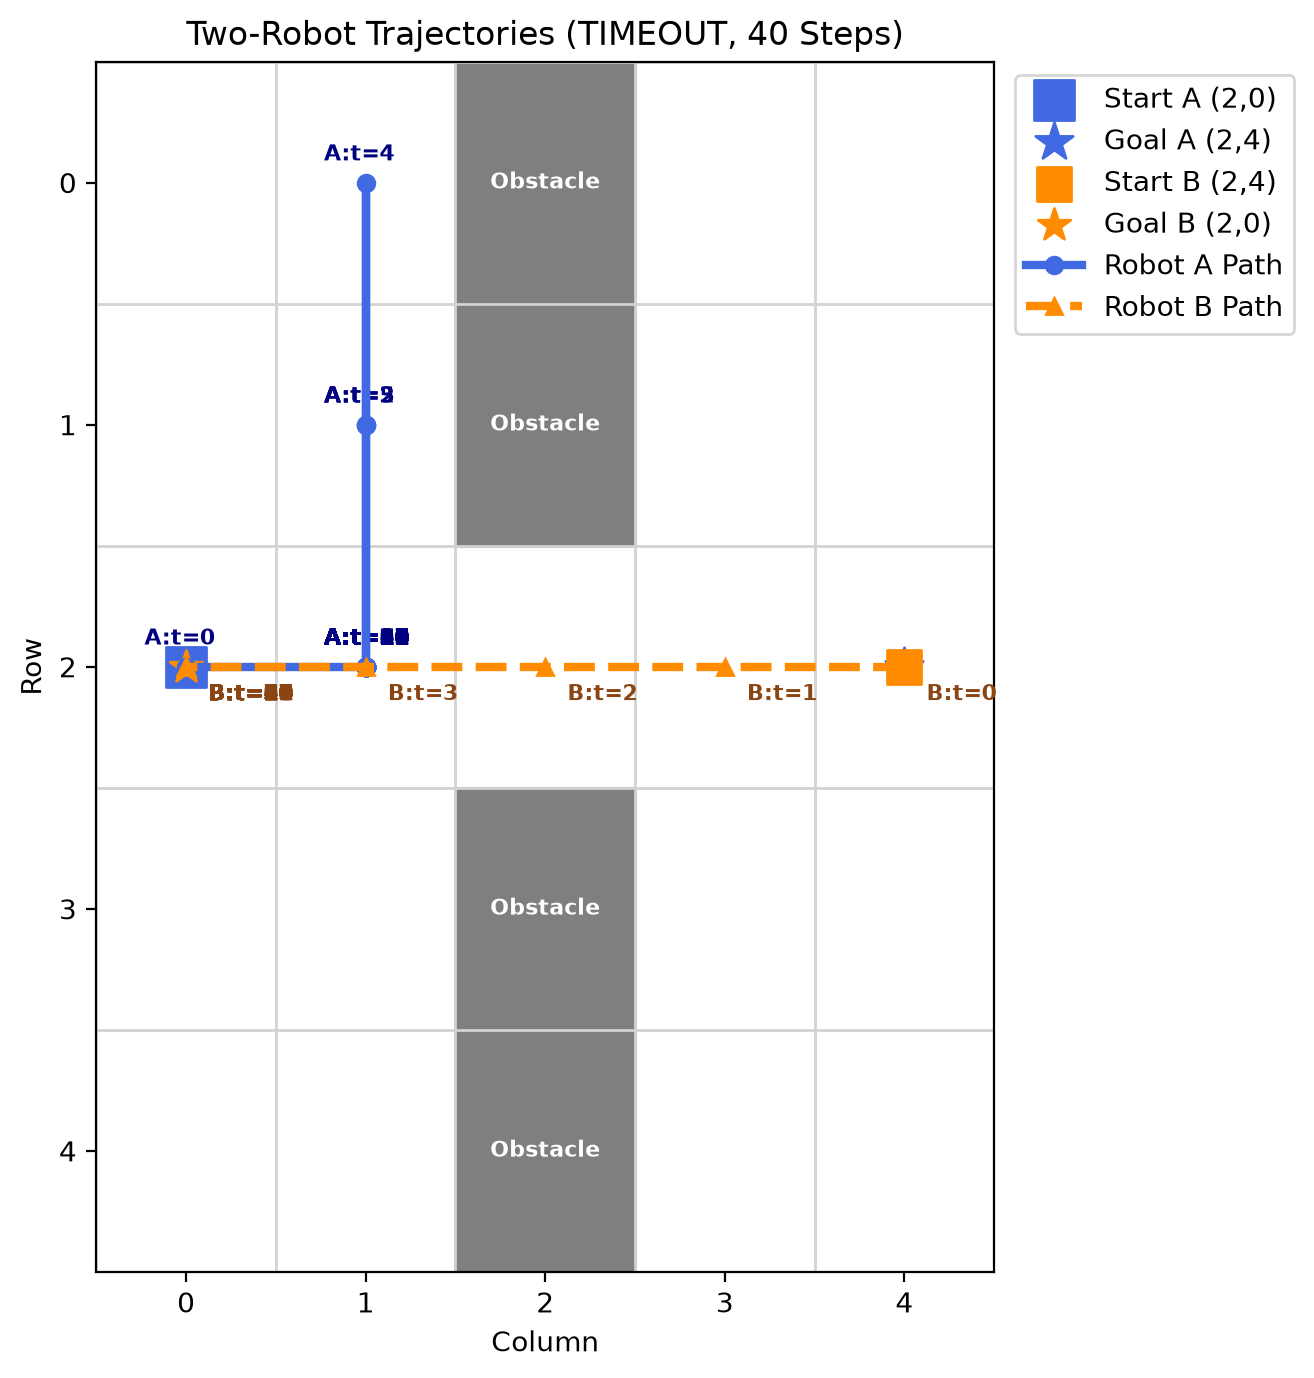 Two-Robot Trajectories (TIMEOUT, 40 Steps)
Start A (2,0)
Goal A (2,4)
Start B (2,4)
Goal B (2,0)
Robot A Path
Robot B Path
A:t=4
Obstacle
0
A:t=
Obstacle
1
A:t=0
A:t=
Row
2
B:t=
B:t=3
B:t=2
B:t=1
B:t=0
Obstacle
3
Obstacle
4
0
1
2
3
4
Column